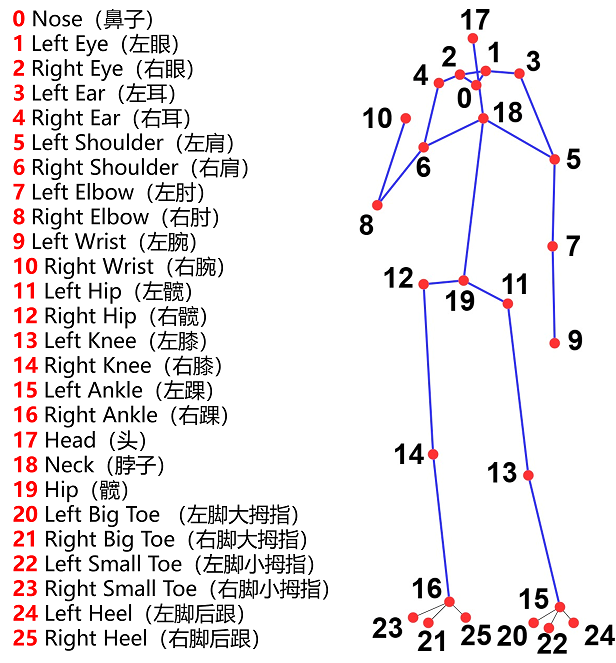 0 Nose（鼻子）
1 Left Eye（左眼）
2 Right Eye（右眼）
3 Left Ear（左耳）
4 Right Ear（右耳）
5 Left Shoulder（左肩）
6 Right Shoulder（右肩）
7 Left Elbow（左肘）
8 Right Elbow（右肘）
9 Left Wrist（左腕）
10 Right Wrist（右腕）
11 Left Hip（左髋）
12 Right Hip（右髋）
13 Left Knee（左膝）
14 Right Knee（右膝）
15 Left Ankle（左踝）
16 Right Ankle（右踝）
17 Head（头）
18 Neck（脖子）
19 Hip（髋）
20 Left Big Toe （左脚大拇指）
21 Right Big Toe（右脚大拇指）
22 Left Small Toe（左脚小拇指）
23 Right Small Toe（右脚小拇指）
24 Left Heel（左脚后跟）
25 Right Heel（右脚后跟）
17
2 1
4 3
0
10 18
6 5
8
7
12 11
19
9
14
13
16
15
23 25 20 24
21 22